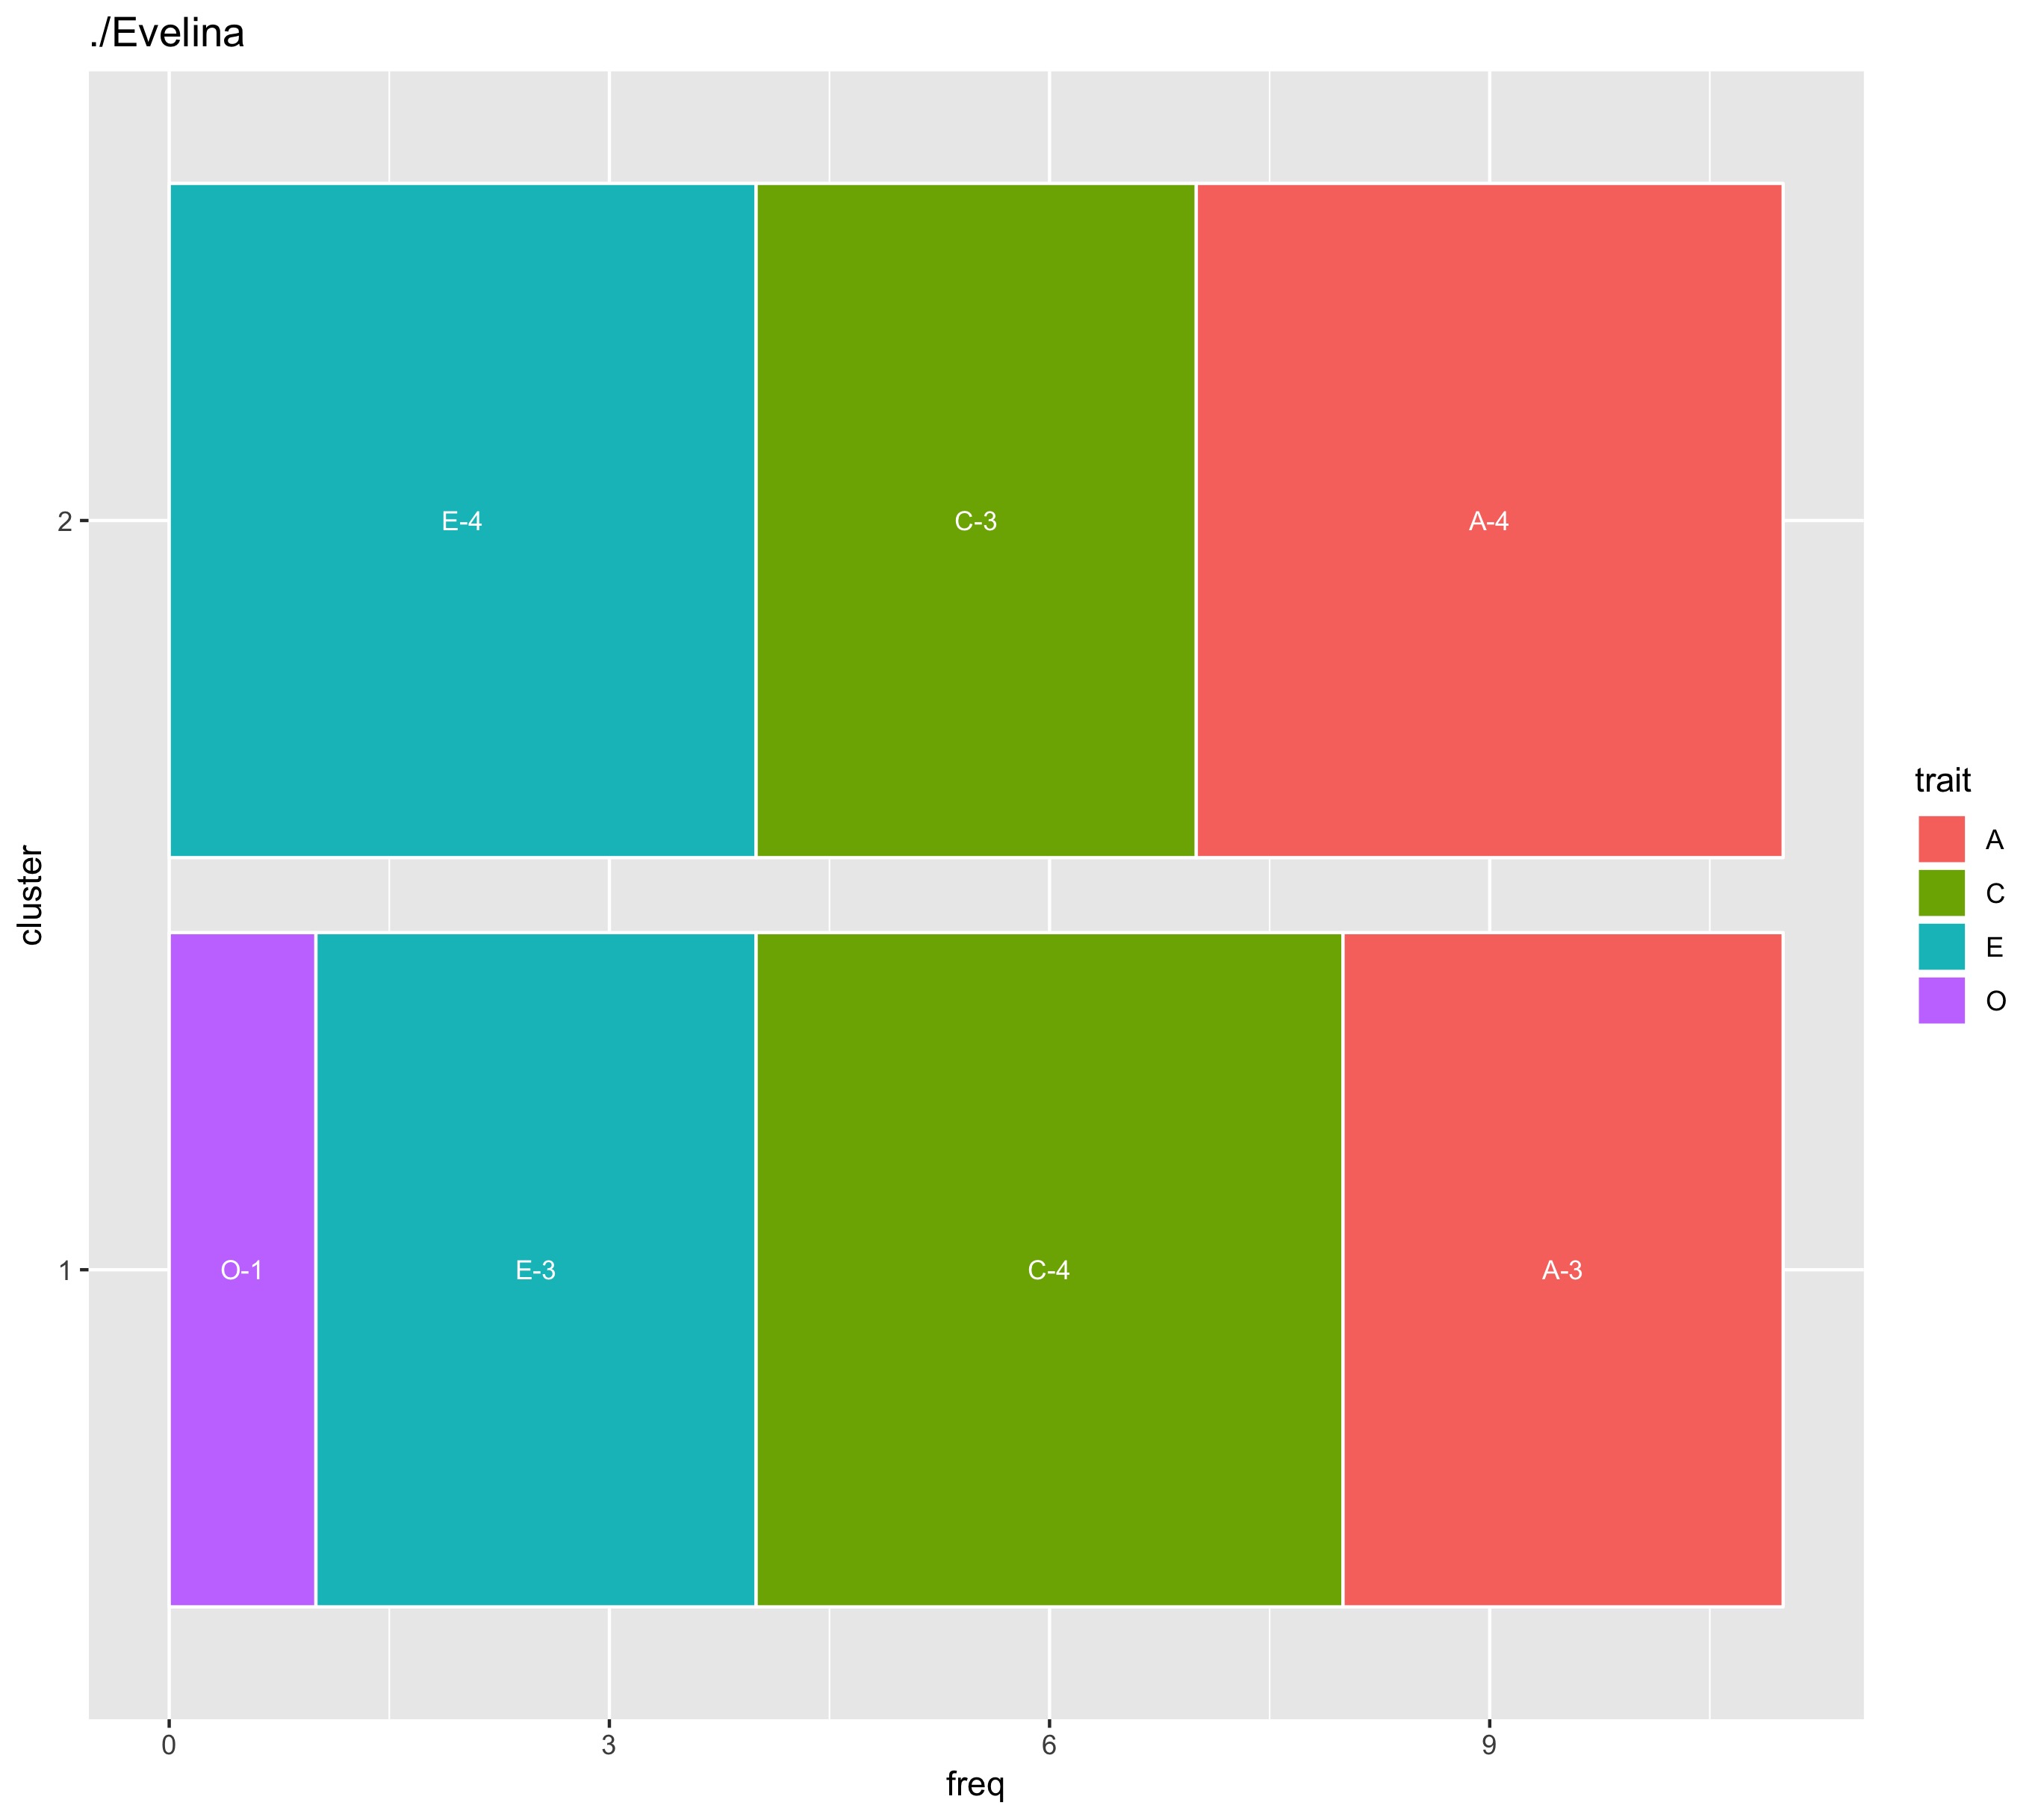 ./Evelina
cluster
2
E-4
C-3
A-4
1
O-1
E-3
C-4
A-3
0
3
6
9
freq
trait
A
C
E
O